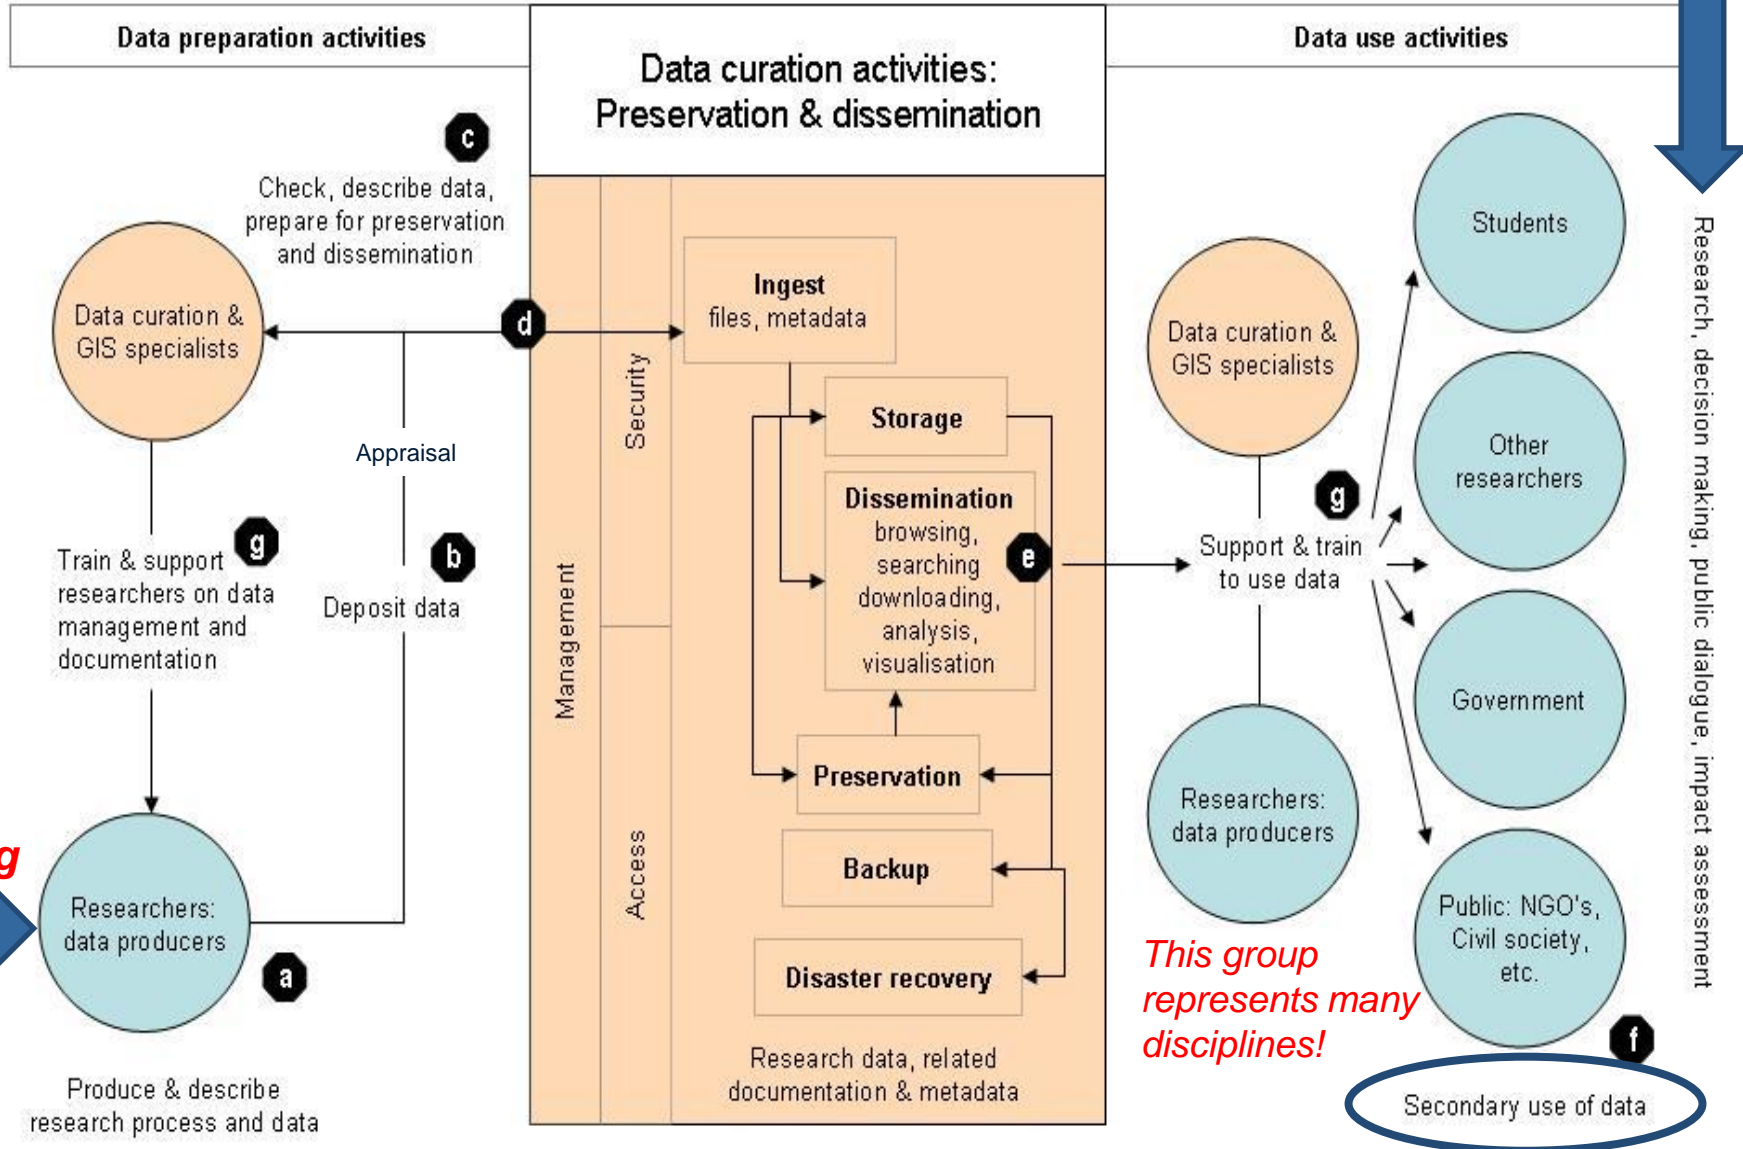 Data preparation activities
Data curation activities:
Preservation & dissemination
Data use activities
c
Check, describe data,
prepare for preservation
and dissemination
Data curation &
GIS specialists
d
Appraisal
g
Train & support
researchers on data
management and
documentation
b
Deposit data
g
Researchers:
data producers
a
Produce & describe
research process and data
Management
Security
Access
Ingest
files, metadata
Storage
Dissemination
browsing,
searching
downloading,
analysis,
visualisation
e
Preservation
Backup
Disaster recovery
Research data, related
documentation & metadata
Data curation &
GIS specialists
g
Support & train
to use data
Researchers:
data producers
This group
represents many
disciplines!
Students
Other
researchers
Government
Public: NGO's,
Civil society,
etc.
f
Secondary use of data
Research, decision making, public dialogue, impact assessment